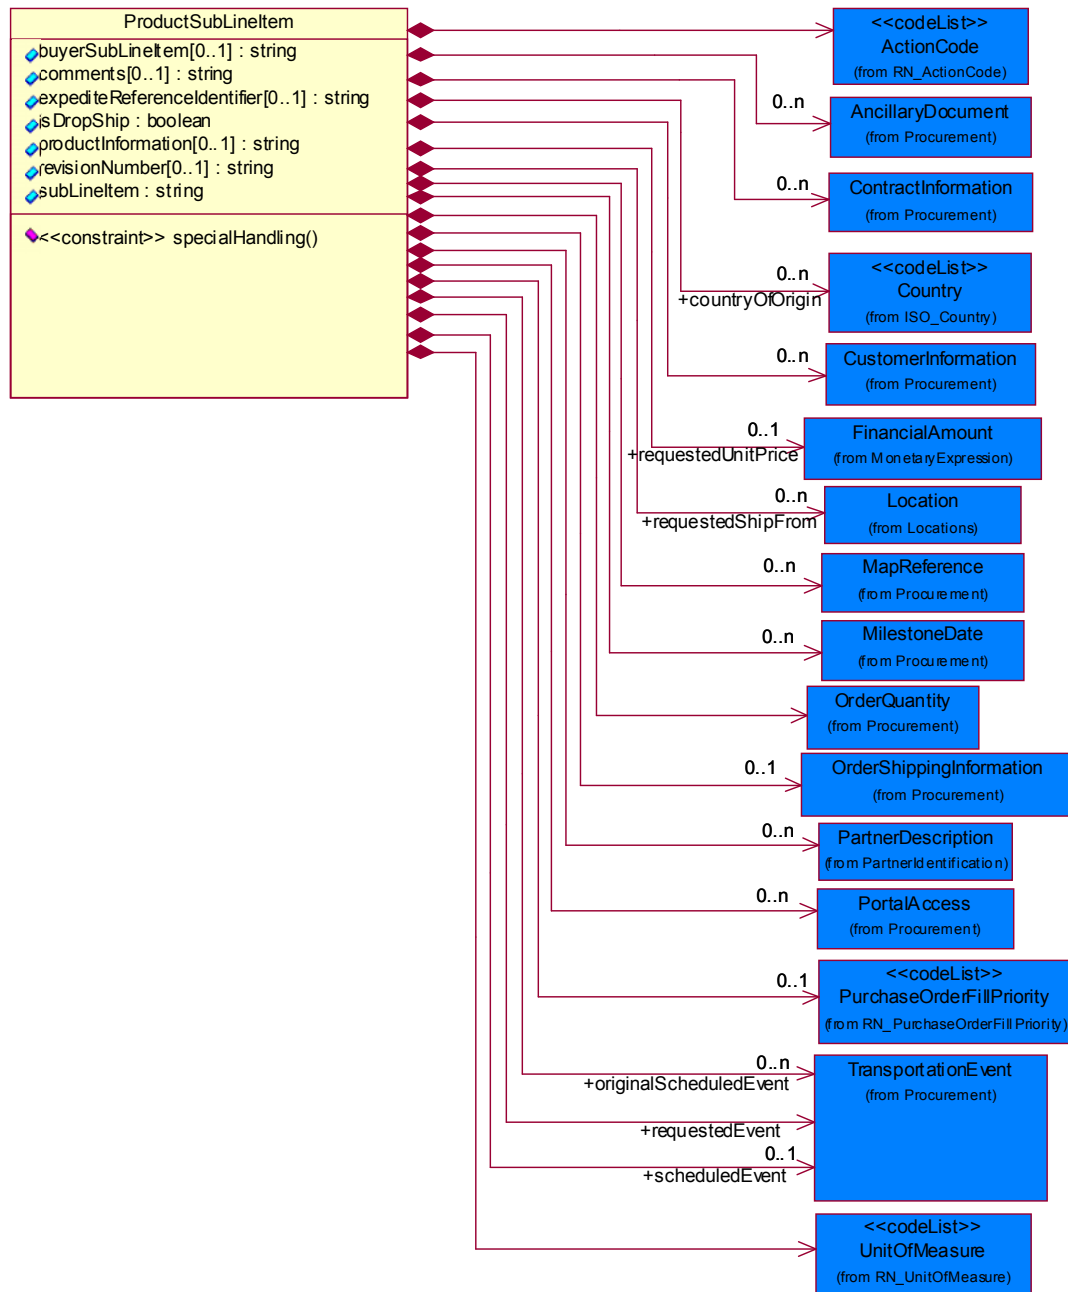 ProductSubLineItem
buyerSubLineItem[0..1] : string
comments[0..1] : string
expediteReferenceIdentifier[0..1] : string
isDropShip : boolean
productInformation[0..1] : string
revisionNumber[0..1] : string
subLineItem : string
<<constraint>> specialHandling()
<<codeList>>
ActionCode
(from RN_ActionCode)
0..n
AncillaryDocument
(from Procurement)
0..n
ContractInformation
(from Procurement)
0..n
+countryOfOrigin
<<codeList>>
Country
(from ISO_Country)
0..n
CustomerInformation
(from Procurement)
0..1
+requestedUnitPrice
FinancialAmount
(from MonetaryExpression)
0..n
+requestedShipFrom
Location
(from Locations)
0..n
MapReference
(from Procurement)
0..n
MilestoneDate
(from Procurement)
OrderQuantity
(from Procurement)
0..1
OrderShippingInformation
(from Procurement)
0..n
PartnerDescription
(from PartnerIdentification)
0..n
PortalAccess
(from Procurement)
0..1
<<codeList>>
PurchaseOrderFillPriority
(from RN_PurchaseOrderFillPriority)
0..n
+originalScheduledEvent
TransportationEvent
(from Procurement)
+requestedEvent
0..1
+scheduledEvent
<<codeList>>
UnitOfMeasure
(from RN_UnitOfMeasure)